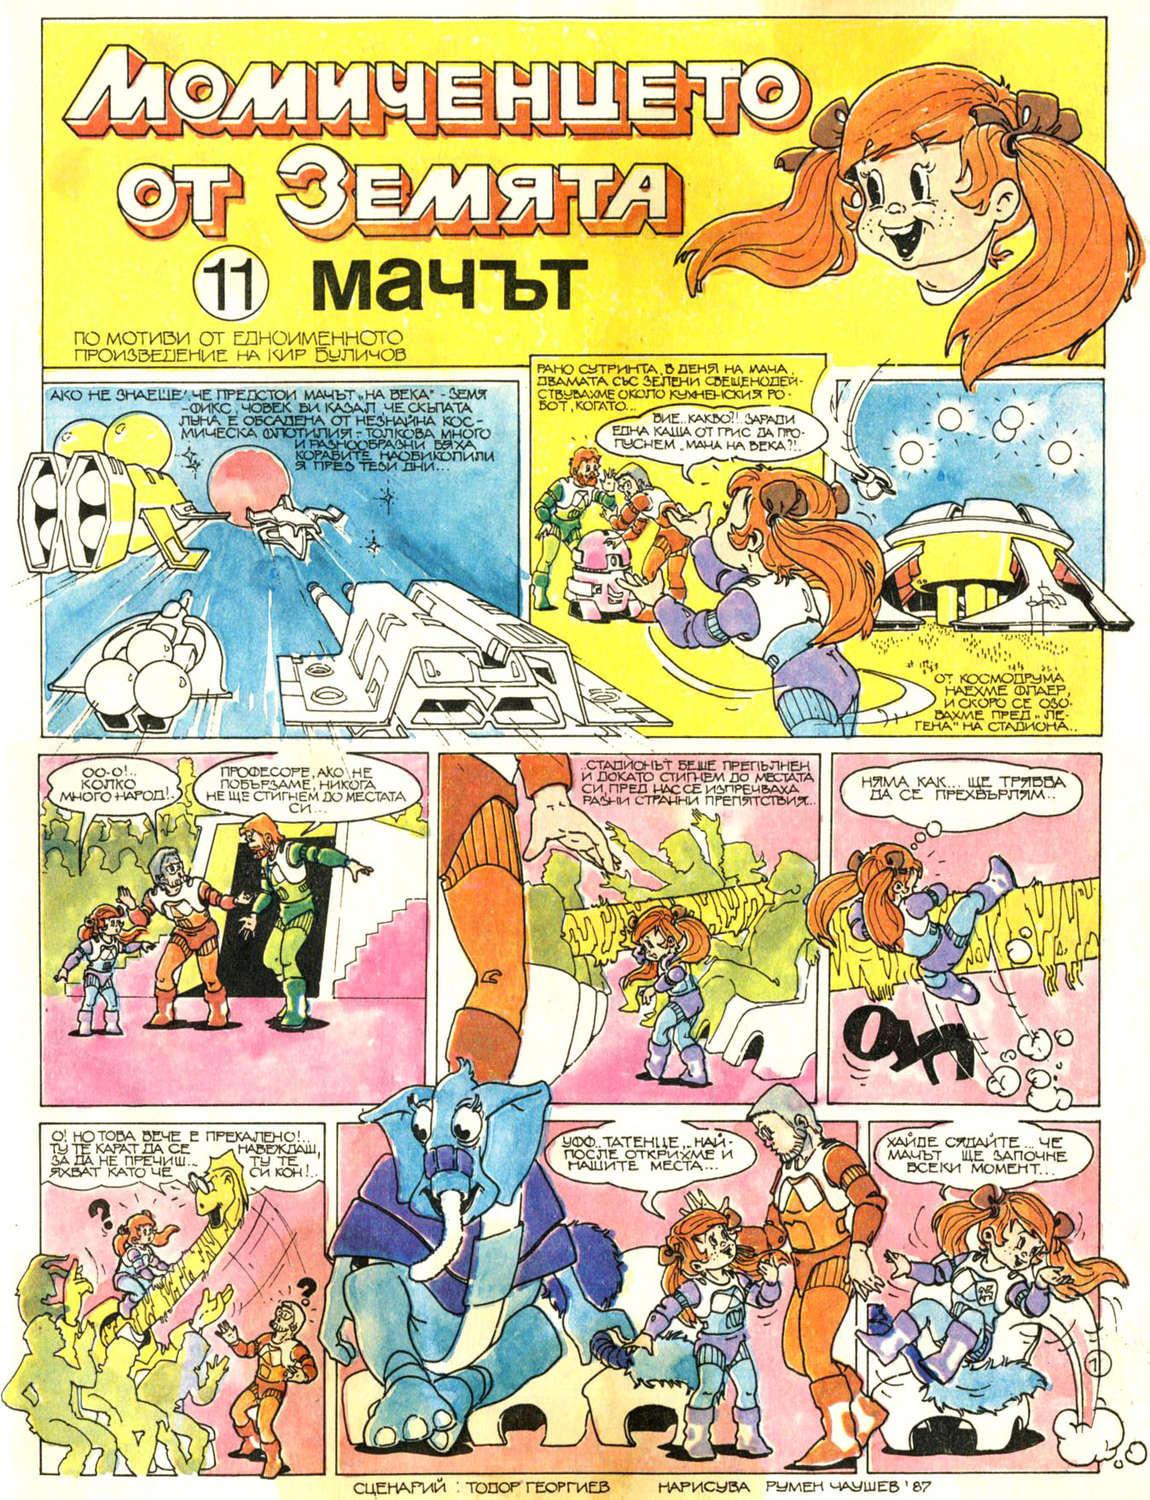 Момиченцето
от Земята
11 мачът
ПО МОТИВИ ОТ ЕДНОИМЕННОТО
ПРОИЗВЕДЕНИЕ НА КИР БУЛИЧОВ
АКО НЕ ЗНАЕШЕ, ЧЕ ПРЕДСТОИ МАЧЪТ „НА ВЕКА" - ЗЕМЯ
-ФИКС, ЧОВЕК БИ КАЗАЛ, ЧЕ СКЪПАТА
ЛУНА Е ОБСАДЕНА ОТ НЕЗНАЙНА КОС-
МИЧЕСКА ФЛОТИЛИЯ - ТОЛКОВА МНОГО
И РАЗНООБРАЗНИ БЯХА
КОРАБИТЕ, НАОБИКОЛИЛИ
Я ПРЕЗ ТЕЗИ ДНИ...
РАНО СУТРИНТА, В ДЕНЯ НА МАЧА,
ДВАМАТА СЪС ЗЕЛЕНИ СВЕЩЕНОДЕЙ-
СТВУВАХМЕ ОКОЛО КУХНЕНСКИЯ РО-
БОТ, КОГАТО...
ВИЕ.. КАКВО?!. ЗАРАДИ
ЕДНА КАША ОТ ГРИС ДА ПРО-
ПУСНЕМ „МАЧА НА ВЕКА"?!..
ОТ КОСМОДРУМА
НАЕХМЕ ФЛАЕР,
И СКОРО СЕ ОЗО-
ВАХМЕ ПРЕД „ЛЕ-
ГЕНА" НА СТАДИОНА..
ОО-О!..
КОЛКО
МНОГО НАРОД!..
ПРОФЕСОРЕ, АКО НЕ
ПОБЪРЗАМЕ, НИКОГА
НЕ ЩЕ СТИГНЕМ ДО МЕСТАТА
СИ...
..СТАДИОНЪТ БЕШЕ ПРЕПЪЛНЕН
И ДОКАТО СТИГНЕМ ДО МЕСТАТА
СИ, ПРЕД НАС СЕ ИЗПРЕЧВАХА
РАЗНИ СТРАННИ ПРЕПЯТСТВИЯ...
НЯМА КАК... ЩЕ ТРЯБВА
ДА СЕ ПРЕХВЪРЛЯМ...
ОУП
О! НО ТОВА ВЕЧЕ Е ПРЕКАЛЕНО!..
ТУ ТЕ КАРАТ ДА СЕ НАВЕЖДАШ,
ЗА ДА НЕ ПРЕЧИШ... ТУ ТЕ
ЯХВАТ КАТО ЧЕ СИ КОН!..
?
?
УФФ.. ТАТЕНЦЕ,.. НАЙ-
ПОСЛЕ ОТКРИХМЕ И
НАШИТЕ МЕСТА...
ХАЙДЕ СЯДАЙТЕ... ЧЕ
МАЧЪТ ЩЕ ЗАПОЧНЕ
ВСЕКИ МОМЕНТ...
1
СЦЕНАРИЙ : ТОДОР ГЕОРГИЕВ НАРИСУВА РУМЕН ЧАУШЕВ '87